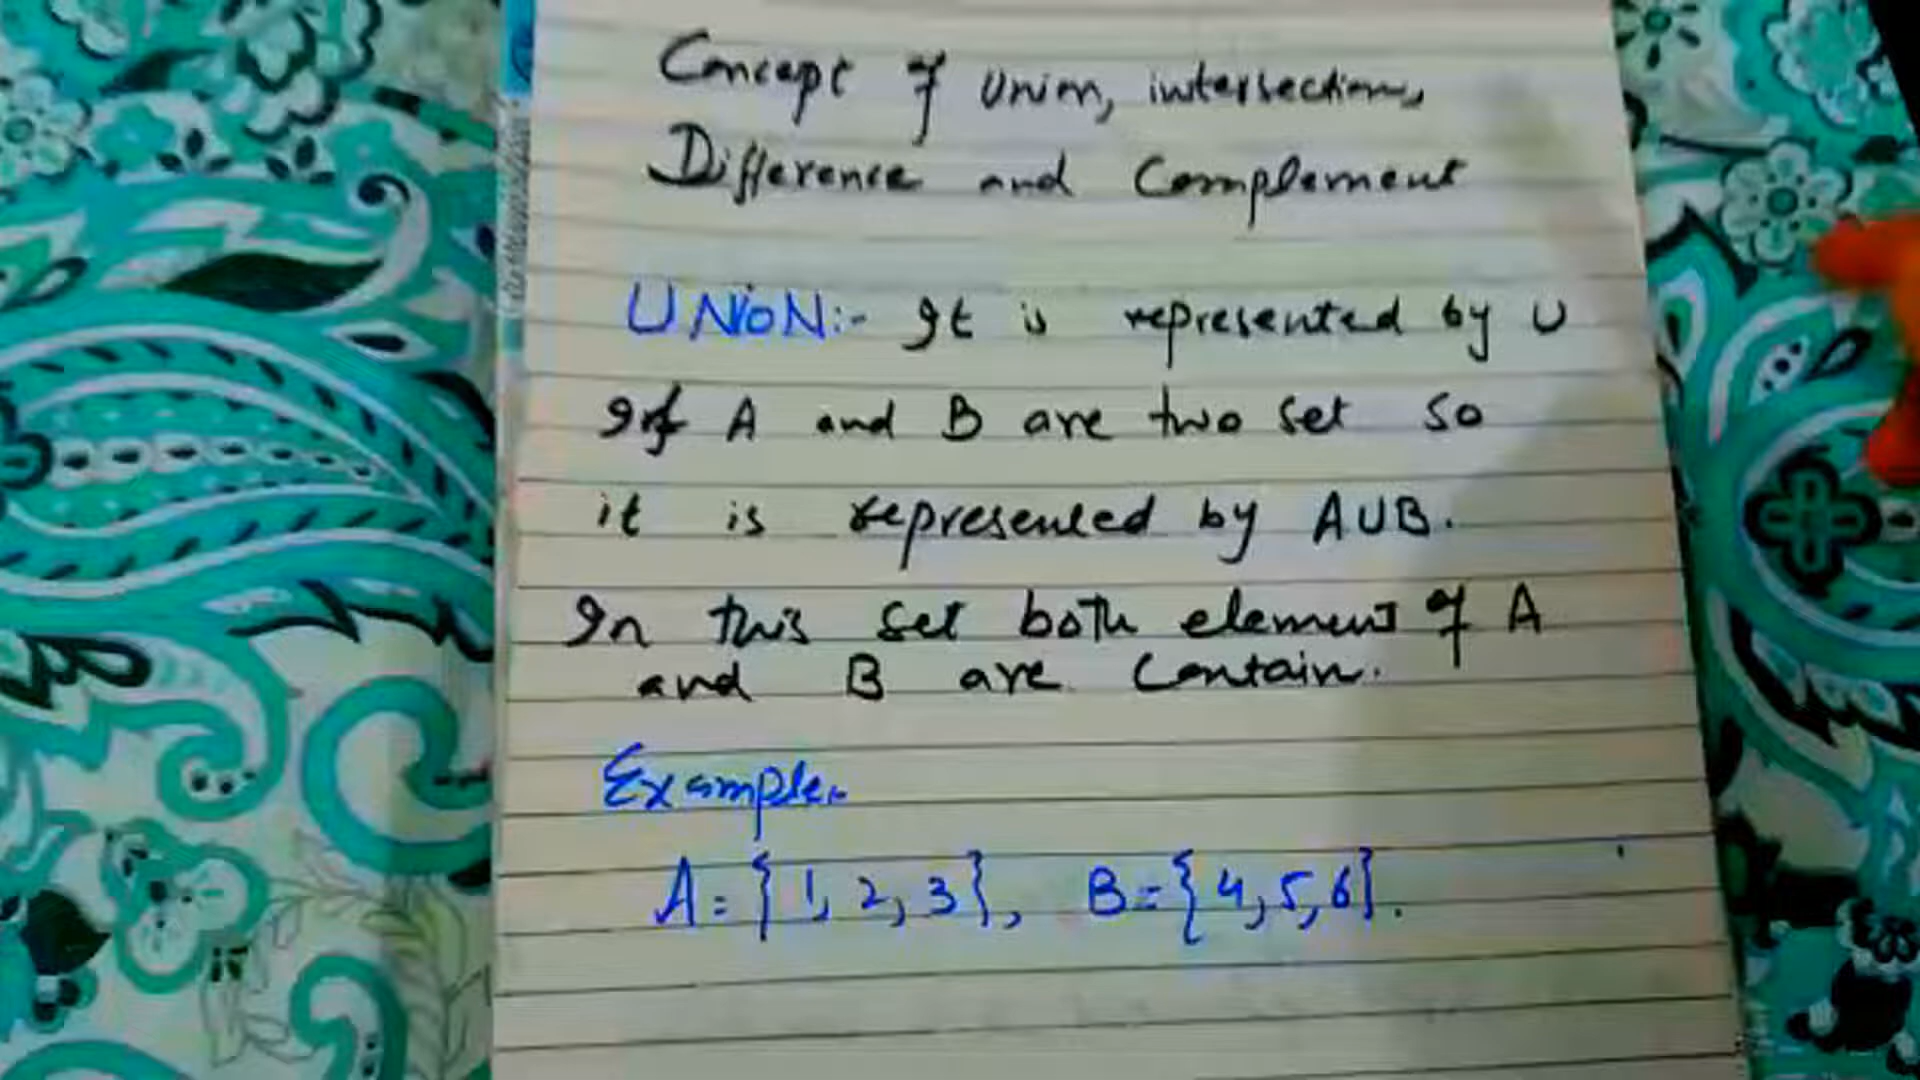 Concept of Union, intersection,
Difference and Complement
UNION:- It is represented by U
If A and B are two set so
it is represented by AUB.
In this set both element of A
and B are Contain.
Example:-
A = {1, 2, 3}, B = {4, 5, 6}.